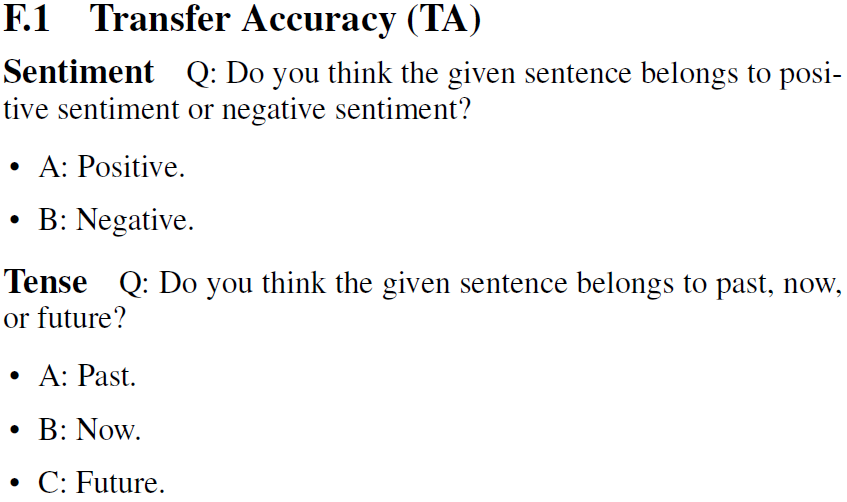 F.1 Transfer Accuracy (TA)
Sentiment Q: Do you think the given sentence belongs to posi-
tive sentiment or negative sentiment?
• A: Positive.
• B: Negative.
Tense Q: Do you think the given sentence belongs to past, now,
or future?
• A: Past.
• B: Now.
• C: Future.